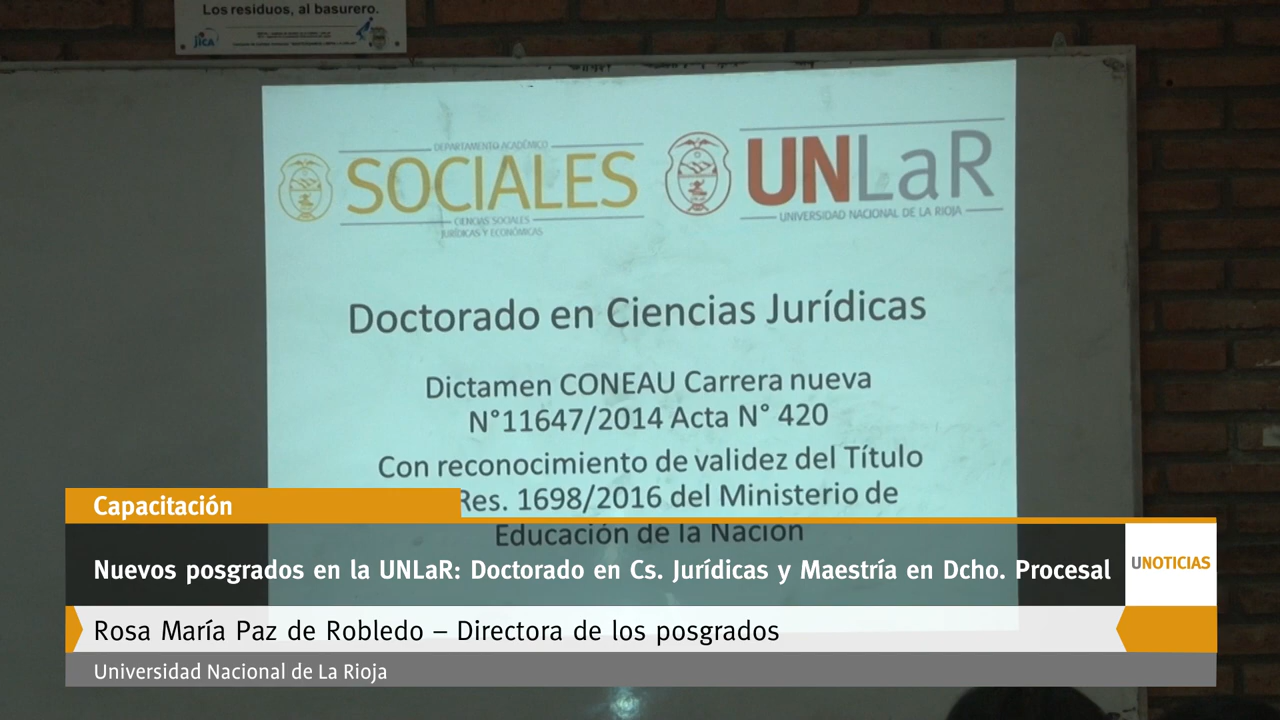 Los residuos, al basurero.
JICA
DEPARTAMENTO ACADÉMICO
SOCIALES
CIENCIAS SOCIALES
JURÍDICAS Y ECONÓMICAS
UNLaR
UNIVERSIDAD NACIONAL DE LA RIOJA
Doctorado en Ciencias Jurídicas
Dictamen CONEAU Carrera nueva
N°11647/2014 Acta N° 420
Con reconocimiento de validez del Título
Res. 1698/2016 del Ministerio de
Educación de la Nación
Capacitación
Nuevos posgrados en la UNLaR: Doctorado en Cs. Jurídicas y Maestría en Dcho. Procesal
UNOTICIAS
Rosa María Paz de Robledo – Directora de los posgrados
Universidad Nacional de La Rioja